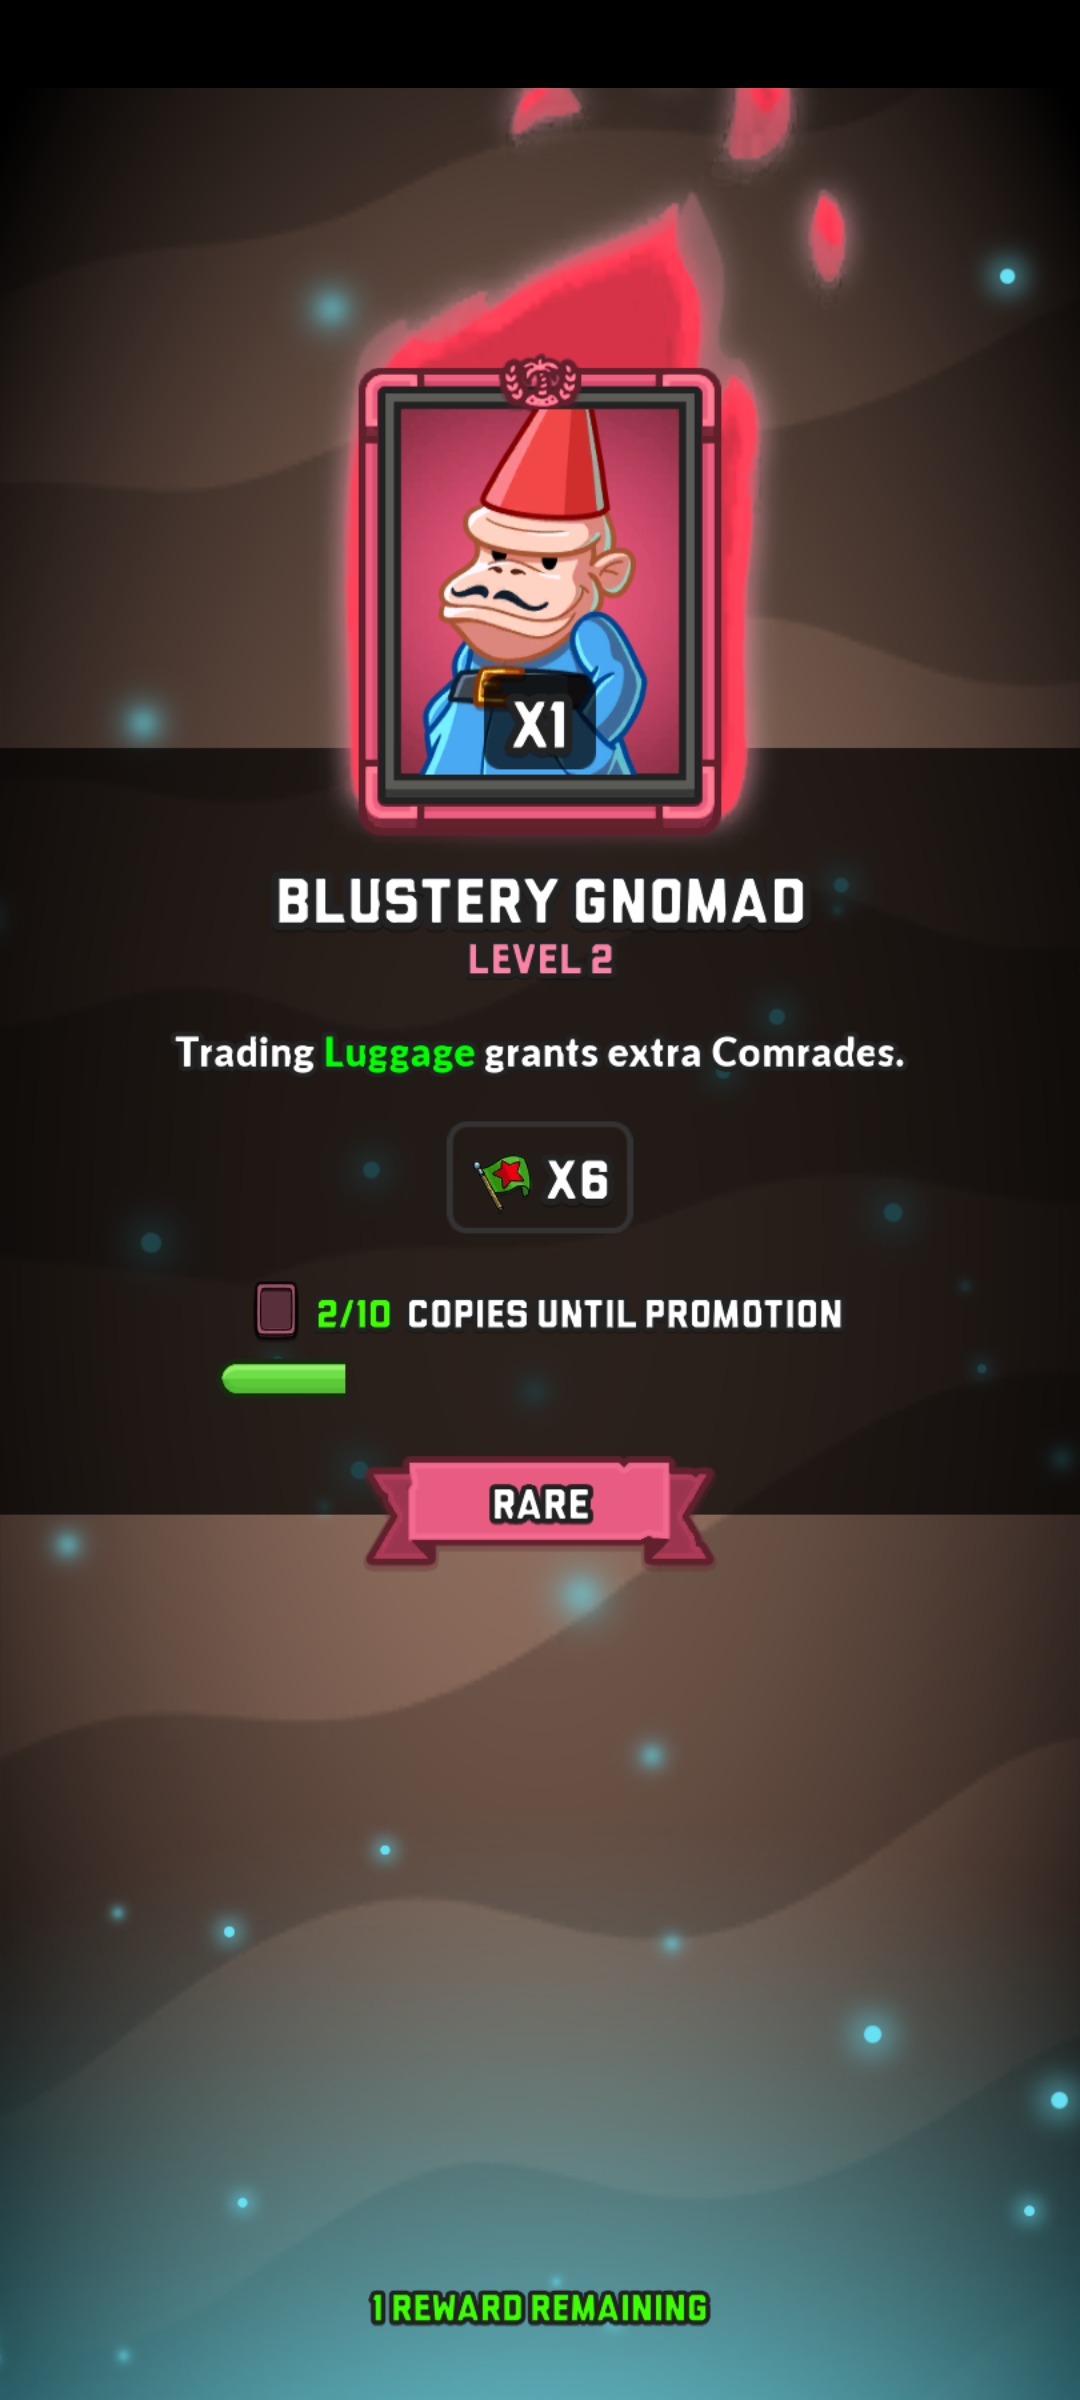 X1
BLUSTERY GNOMAD
LEVEL 2
Trading Luggage grants extra Comrades.
X6
2/10 COPIES UNTIL PROMOTION
RARE
1 REWARD REMAINING